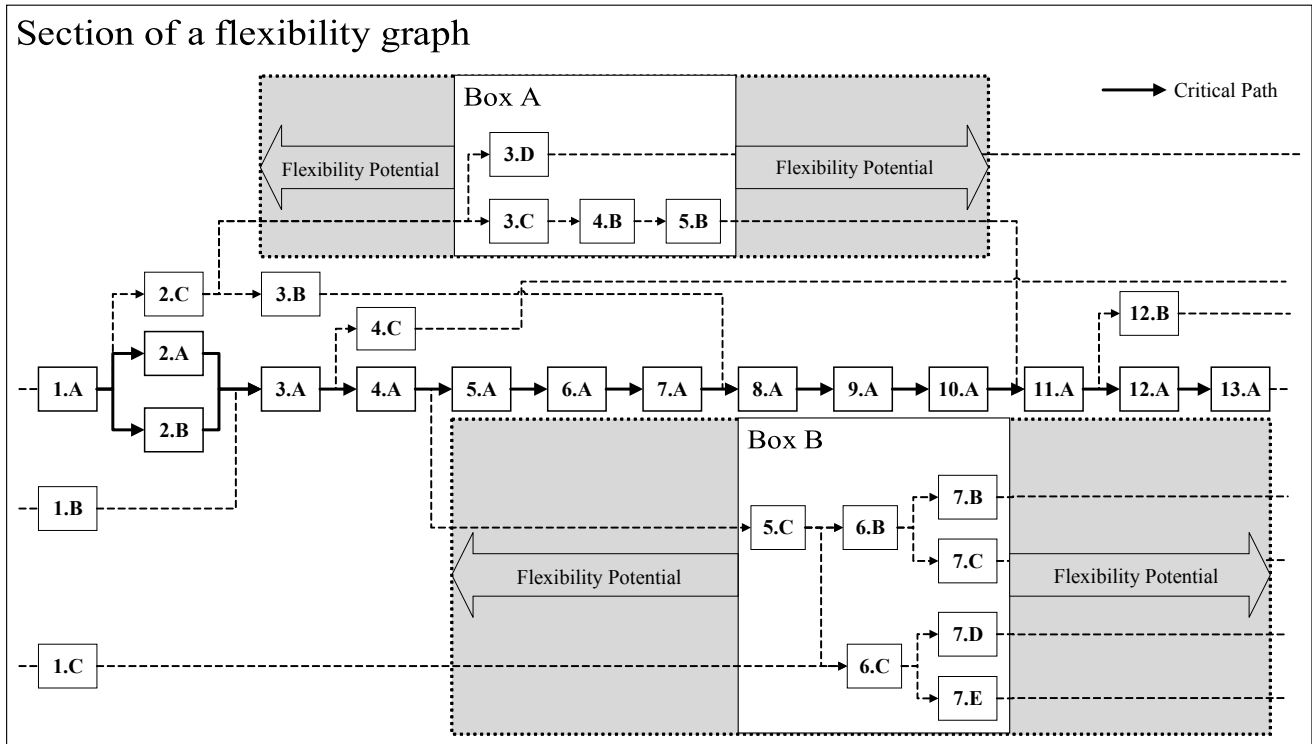 Section of a flexibility graph
Box A
Critical Path
3.D
Flexibility Potential
Flexibility Potential
3.C
4.B
5.B
2.C
3.B
12.B
4.C
2.A
1.A
3.A
4.A
5.A
6.A
7.A
8.A
9.A
10.A
11.A
12.A
13.A
2.B
Box B
1.B
7.B
5.C
6.B
7.C
Flexibility Potential
Flexibility Potential
7.D
1.C
6.C
7.E